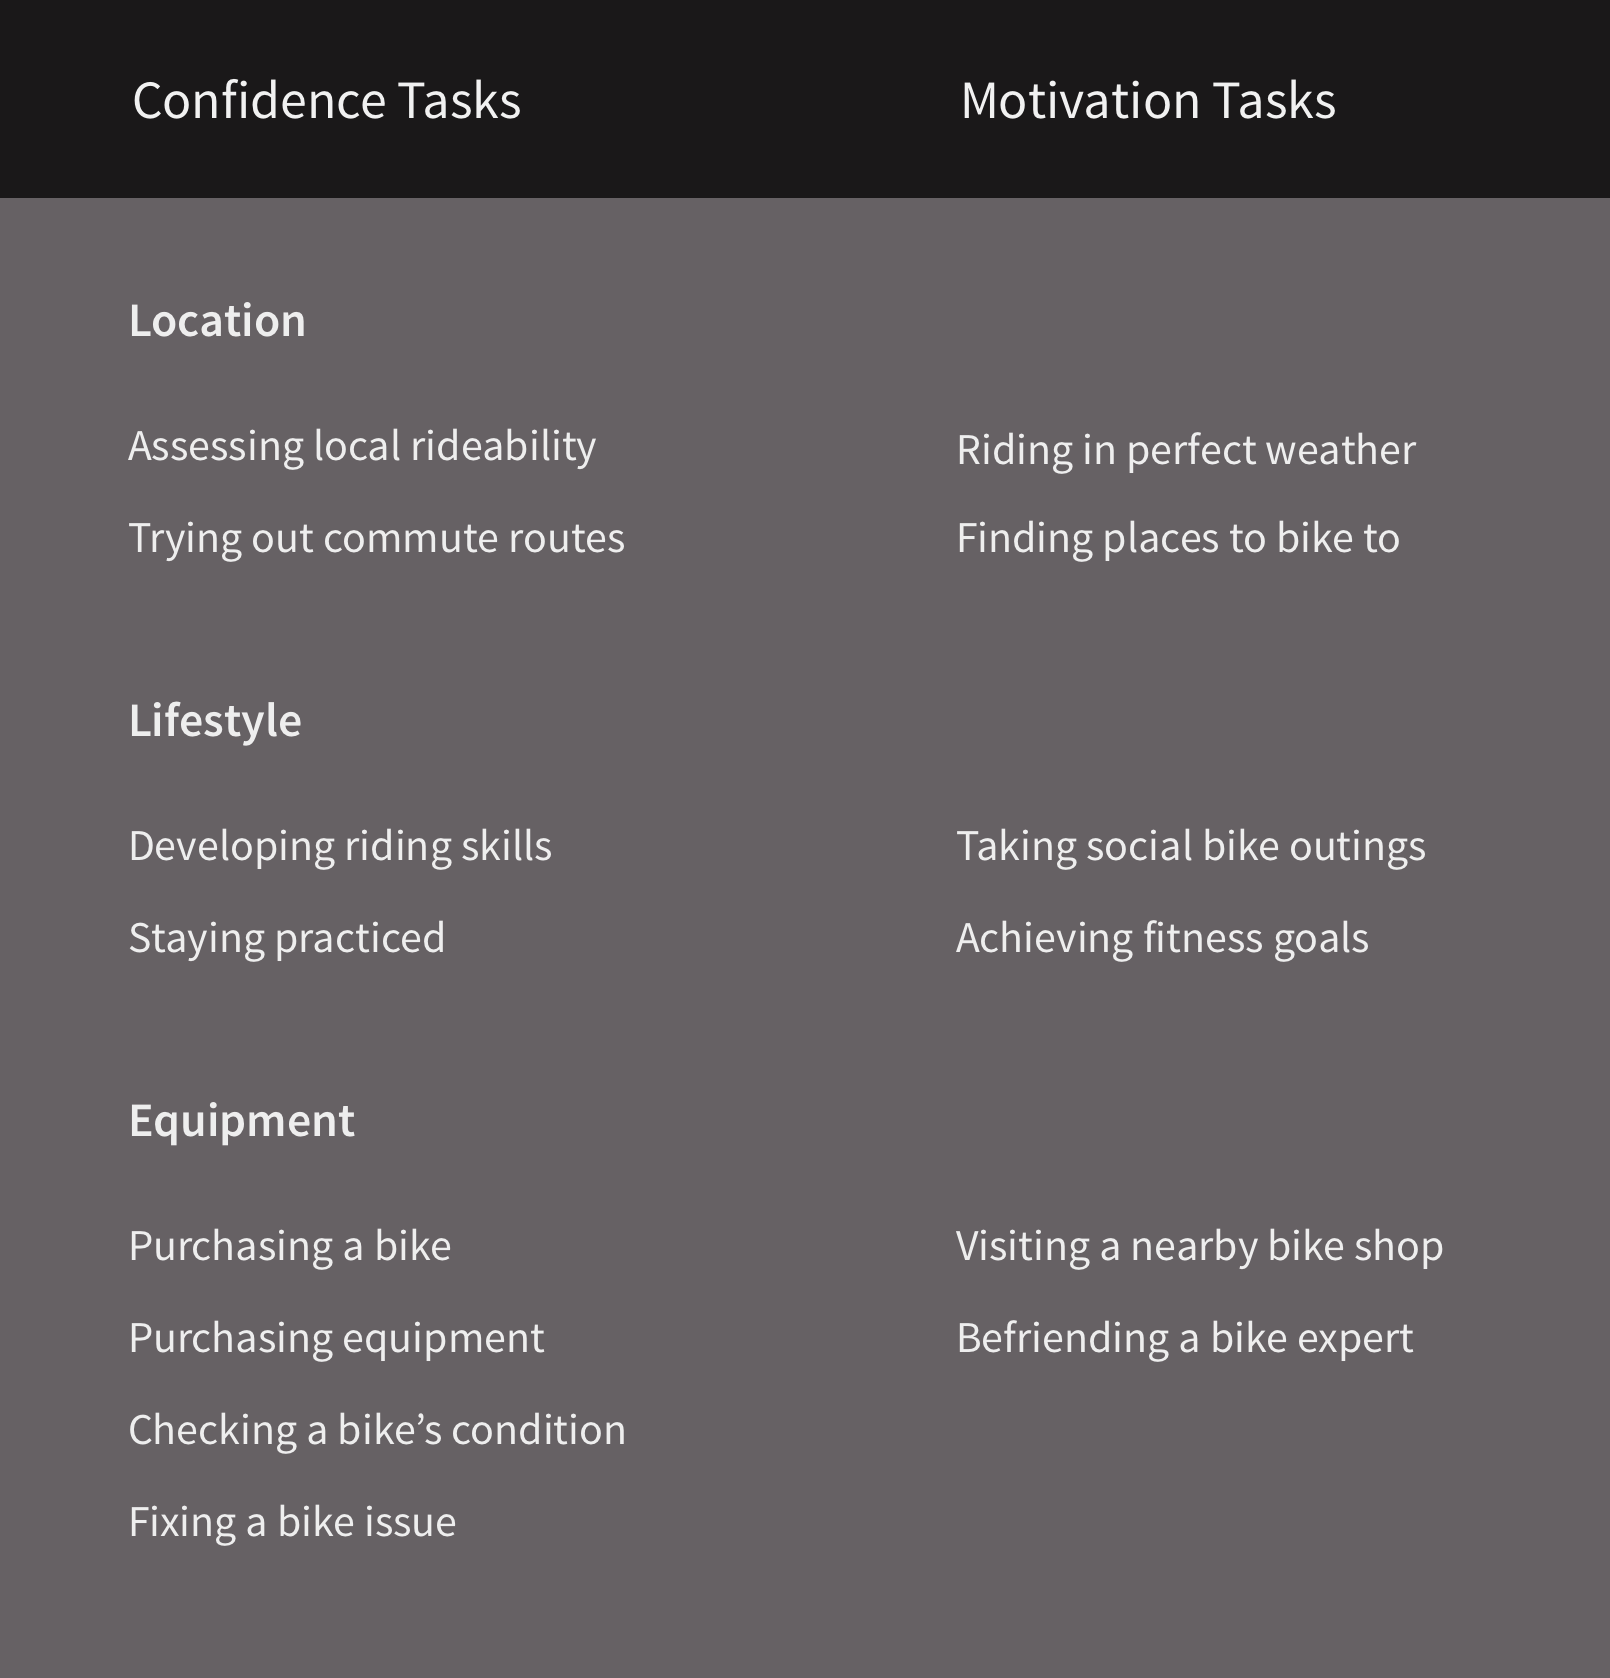 Confidence Tasks
Motivation Tasks
Location
Assessing local rideability
Riding in perfect weather
Trying out commute routes
Finding places to bike to
Lifestyle
Developing riding skills
Taking social bike outings
Staying practiced
Achieving fitness goals
Equipment
Purchasing a bike
Visiting a nearby bike shop
Purchasing equipment
Befriending a bike expert
Checking a bike’s condition
Fixing a bike issue